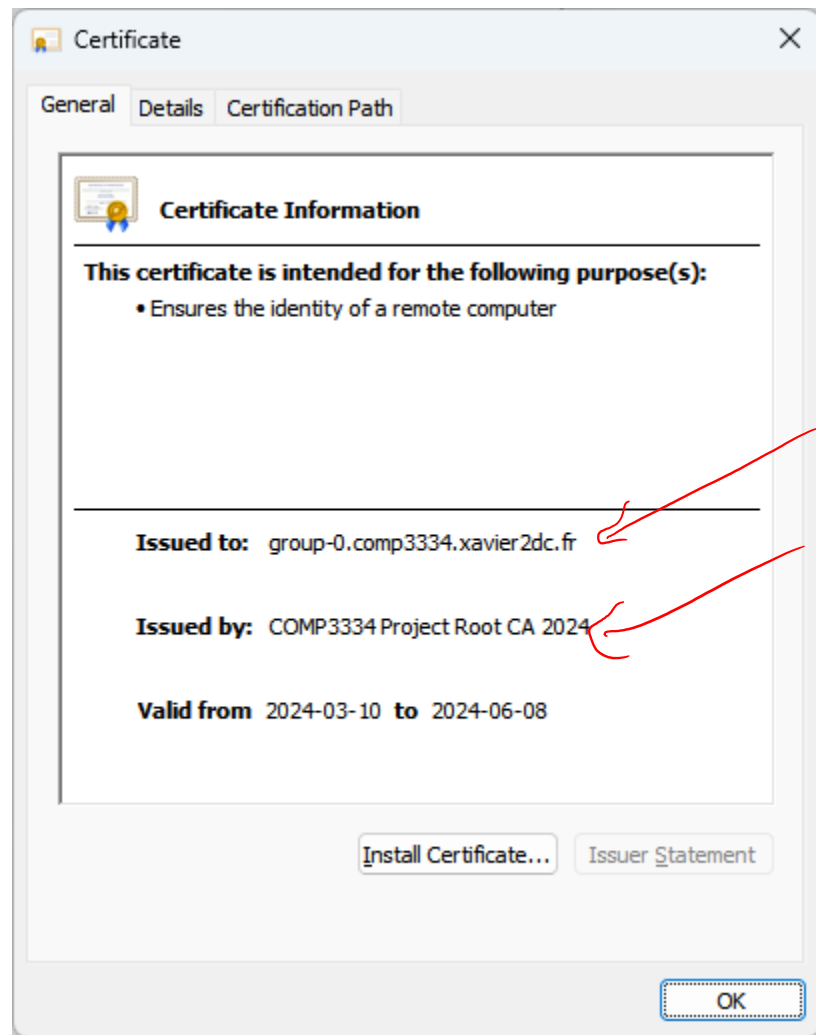 Certificate
General Details Certification Path
Certificate Information
This certificate is intended for the following purpose(s):
• Ensures the identity of a remote computer
Issued to: group-0.comp3334.xavier2dc.fr
Issued by: COMP3334 Project Root CA 2024
Valid from 2024-03-10 to 2024-06-08
Install Certificate... Issuer Statement
OK